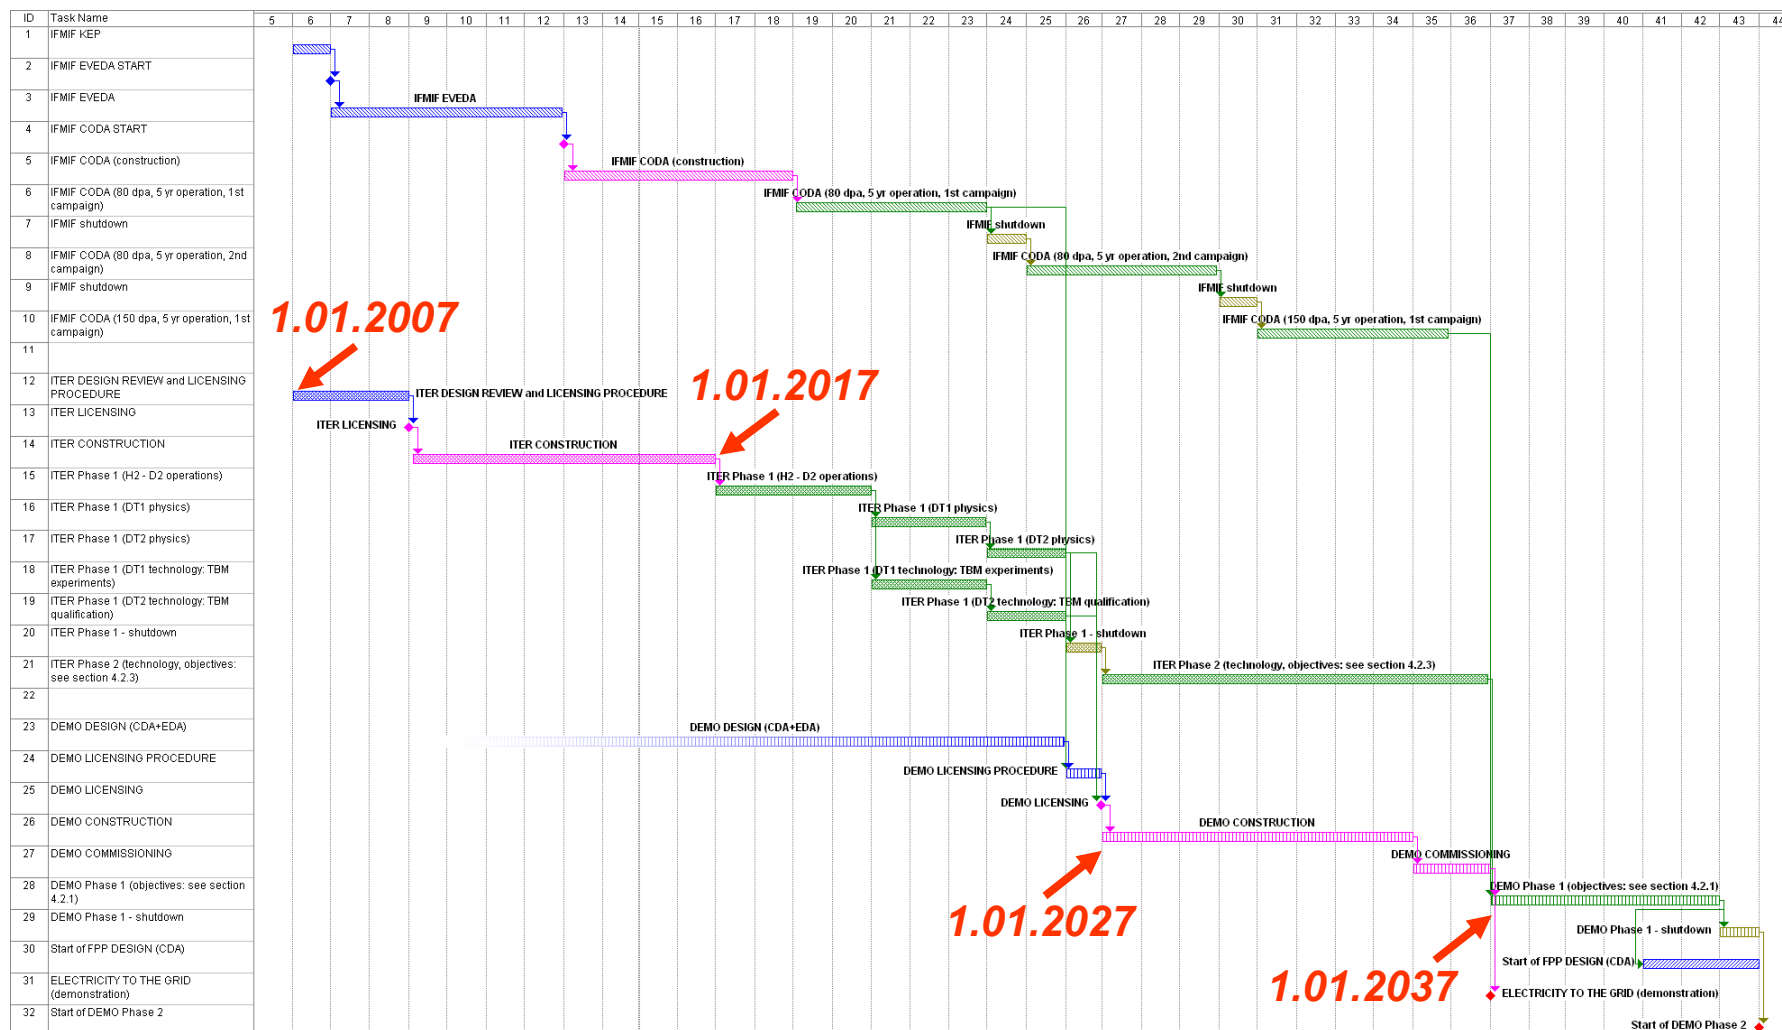 ID Task Name 5 6 7 8 9 10 11 12 13 14 15 16 17 18 19 20 21 22 23 24 25 26 27 28 29 30 31 32 33 34 35 36 37 38 39 40 41 42 43 44
1 IFMIF KEP
2 IFMIF EVEDA START
3 IFMIF EVEDA
IFMIF EVEDA
4 IFMIF CODA START
5 IFMIF CODA (construction)
IFMIF CODA (construction)
6 IFMIF CODA (80 dpa, 5 yr operation, 1st
campaign)
IFMIF CODA (80 dpa, 5 yr operation, 1st campaign)
7 IFMIF shutdown
IFMIF shutdown
8 IFMIF CODA (80 dpa, 5 yr operation, 2nd
campaign)
IFMIF CODA (80 dpa, 5 yr operation, 2nd campaign)
9 IFMIF shutdown
IFMIF shutdown
10 IFMIF CODA (150 dpa, 5 yr operation, 1st
campaign)
IFMIF CODA (150 dpa, 5 yr operation, 1st campaign)
1.01.2007
11
12 ITER DESIGN REVIEW and LICENSING
PROCEDURE
ITER DESIGN REVIEW and LICENSING PROCEDURE
1.01.2017
13 ITER LICENSING
ITER LICENSING
14 ITER CONSTRUCTION
ITER CONSTRUCTION
15 ITER Phase 1 (H2 - D2 operations)
ITER Phase 1 (H2 - D2 operations)
16 ITER Phase 1 (DT1 physics)
ITER Phase 1 (DT1 physics)
17 ITER Phase 1 (DT2 physics)
ITER Phase 1 (DT2 physics)
18 ITER Phase 1 (DT1 technology: TBM
experiments)
ITER Phase 1 (DT1 technology: TBM experiments)
19 ITER Phase 1 (DT2 technology: TBM
qualification)
ITER Phase 1 (DT2 technology: TBM qualification)
20 ITER Phase 1 - shutdown
ITER Phase 1 - shutdown
21 ITER Phase 2 (technology, objectives:
see section 4.2.3)
ITER Phase 2 (technology, objectives: see section 4.2.3)
22
23 DEMO DESIGN (CDA+EDA)
DEMO DESIGN (CDA+EDA)
24 DEMO LICENSING PROCEDURE
DEMO LICENSING PROCEDURE
25 DEMO LICENSING
DEMO LICENSING
26 DEMO CONSTRUCTION
DEMO CONSTRUCTION
27 DEMO COMMISSIONING
DEMO COMMISSIONING
28 DEMO Phase 1 (objectives: see section
4.2.1)
DEMO Phase 1 (objectives: see section 4.2.1)
1.01.2027
29 DEMO Phase 1 - shutdown
DEMO Phase 1 - shutdown
30 Start of FPP DESIGN (CDA)
Start of FPP DESIGN (CDA)
1.01.2037
31 ELECTRICITY TO THE GRID
(demonstration)
ELECTRICITY TO THE GRID (demonstration)
32 Start of DEMO Phase 2
Start of DEMO Phase 2